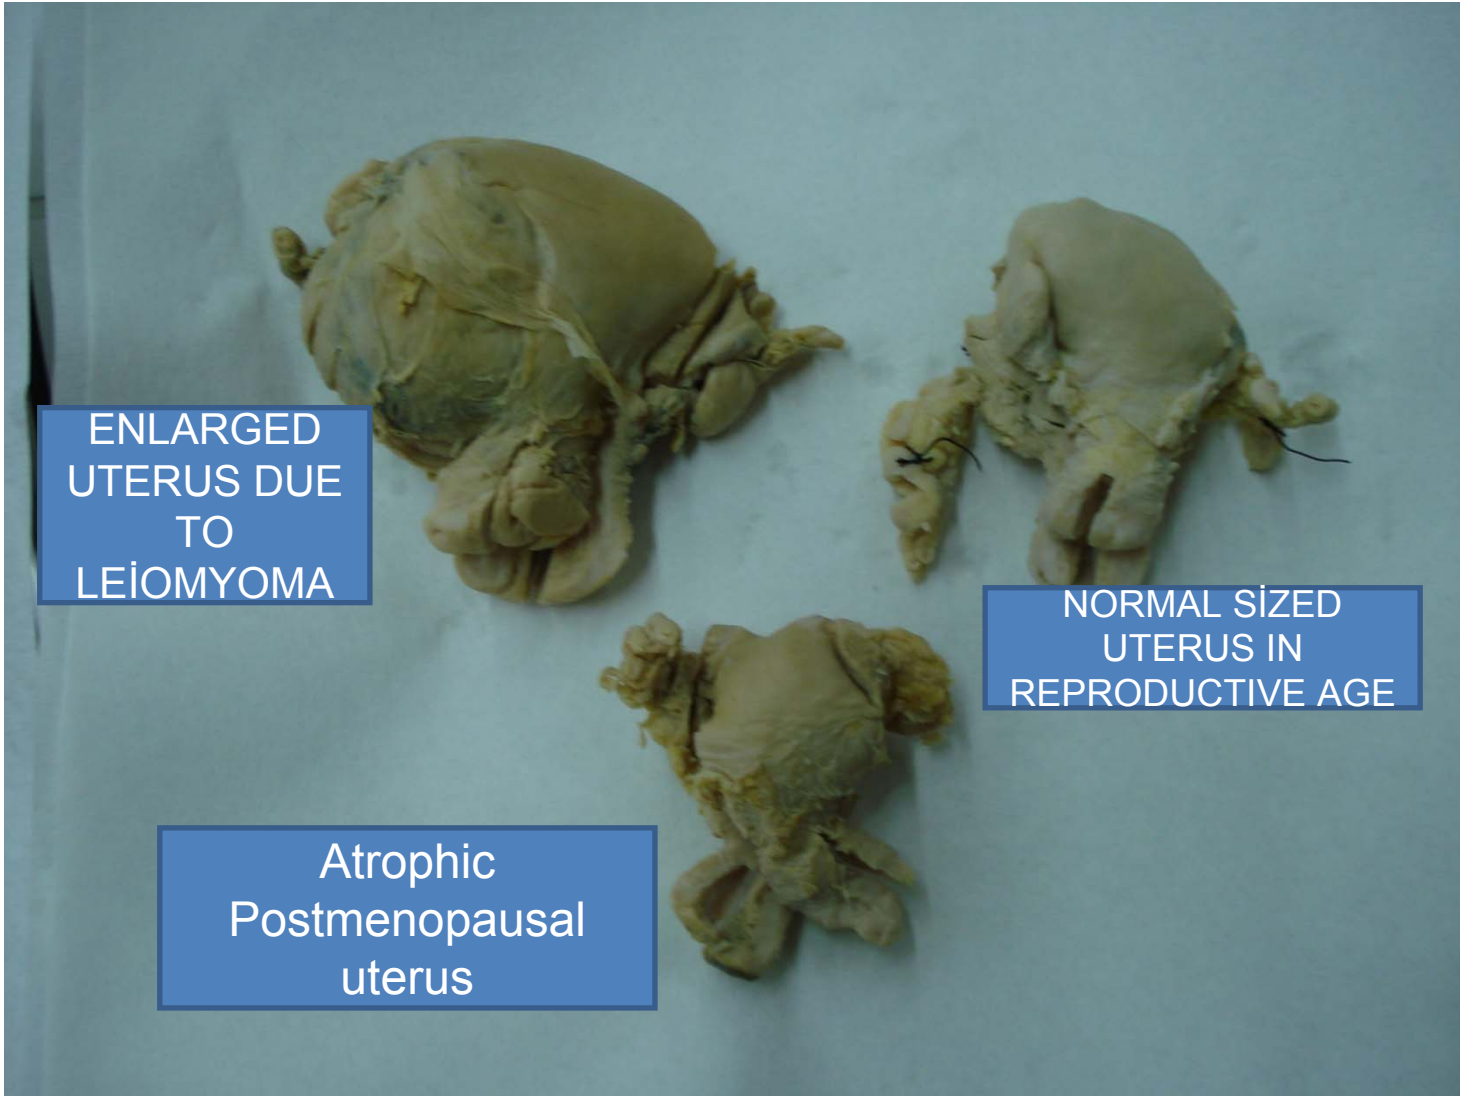 ENLARGED
UTERUS DUE
TO
LEİOMYOMA
NORMAL SİZED
UTERUS IN
REPRODUCTIVE AGE
Atrophic
Postmenopausal
uterus